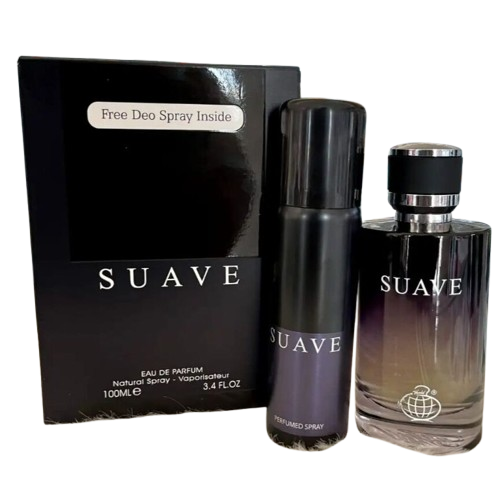 Free Deo Spray Inside
SUAVE
EAU DE PARFUM
Natural Spray - Vaporisateur
100ML e 3.4 FL.OZ
SUAVE
PERFUMED SPRAY
SUAVE